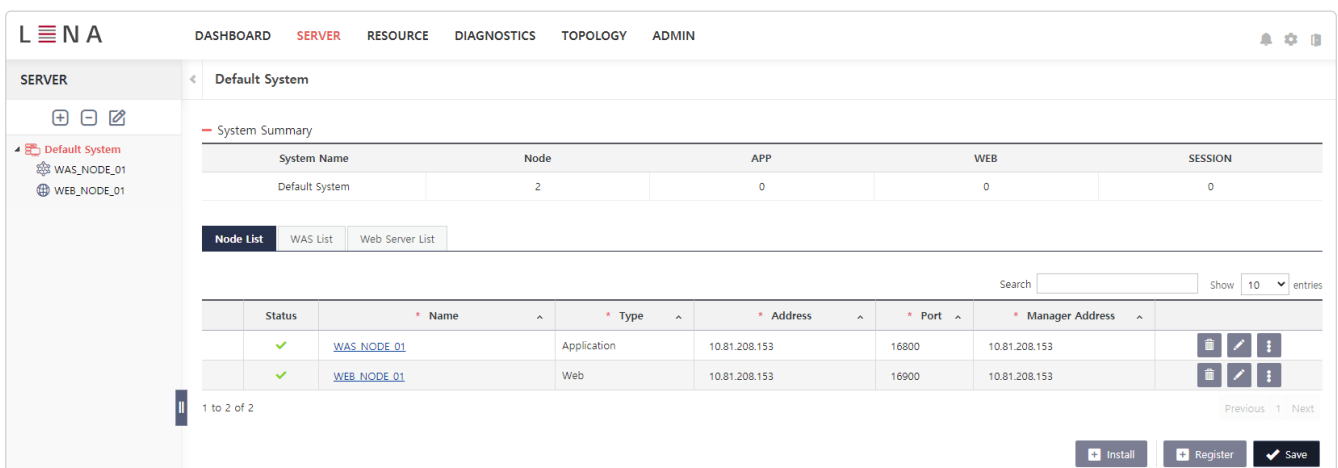 LENA
DASHBOARD SERVER RESOURCE DIAGNOSTICS TOPOLOGY ADMIN
SERVER
Default System
Default System
WAS_NODE_01
WEB_NODE_01
System Summary
System Name Node APP WEB SESSION
Default System 2 0 0 0
Node List WAS List Web Server List
Search Show 10 entries
Status * Name * Type * Address * Port * Manager Address
WAS_NODE_01 Application 10.81.208.153 16800 10.81.208.153
WEB_NODE_01 Web 10.81.208.153 16900 10.81.208.153
1 to 2 of 2 Previous 1 Next
Install Register Save